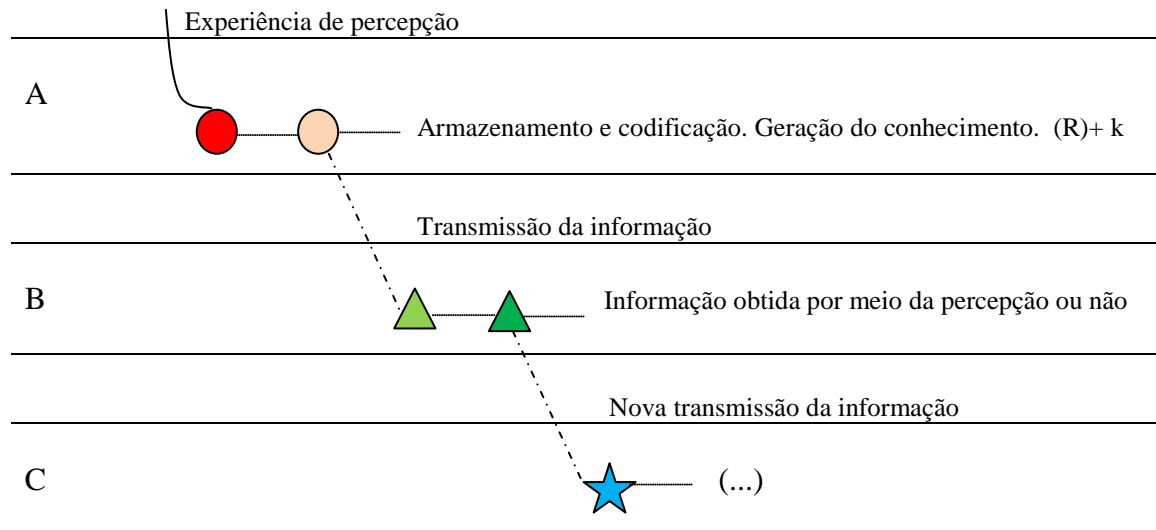 Experiência de percepção
A
Armazenamento e codificação. Geração do conhecimento. (R)+ k
Transmissão da informação
B
Informação obtida por meio da percepção ou não
Nova transmissão da informação
C
(...)